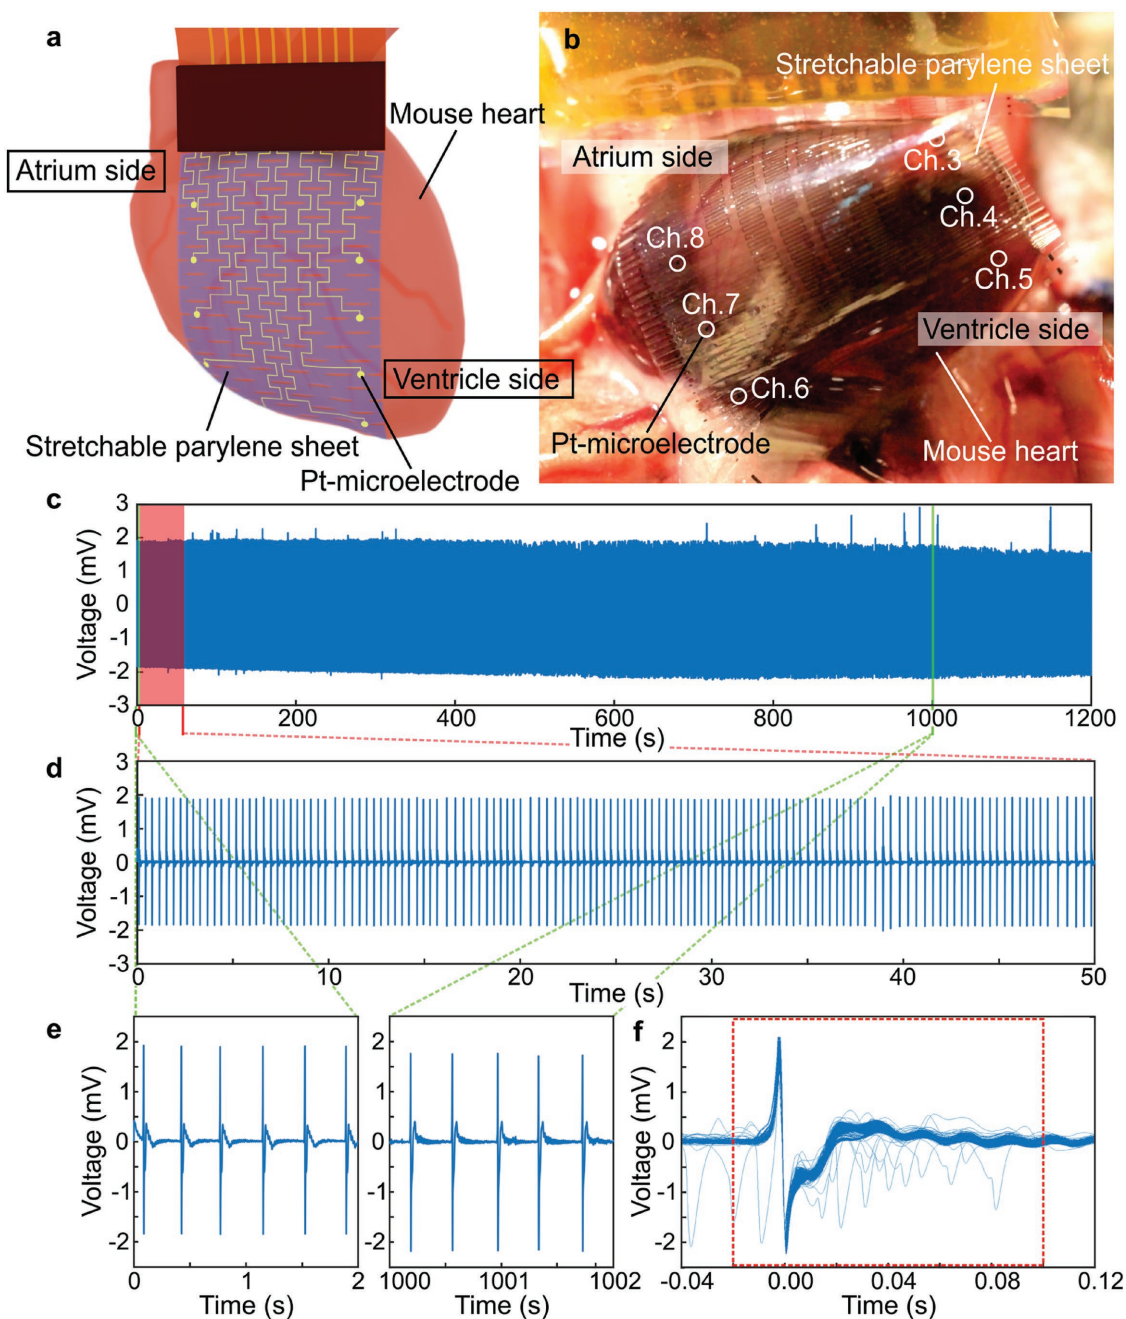 a
Mouse heart
Atrium side
Ventricle side
Stretchable parylene sheet
Pt-microelectrode
b
Stretchable parylene sheet
Atrium side
Ch.3
Ch.4
Ch.8
Ch.5
Ch.7
Ventricle side
Ch.6
Pt-microelectrode
Mouse heart
c
Voltage (mV)
3
2
1
0
-1
-2
-3
0 200 400 600 800 1000 1200
Time (s)
d
Voltage (mV)
3
2
1
0
-1
-2
-3
0 10 20 30 40 50
Time (s)
e
Voltage (mV)
2
1
0
-1
-2
0 1 2
Time (s)
2
1
0
-1
-2
1000 1001 1002
Time (s)
f
Voltage (mV)
2
1
0
-1
-2
-0.04 0.00 0.04 0.08 0.12
Time (s)